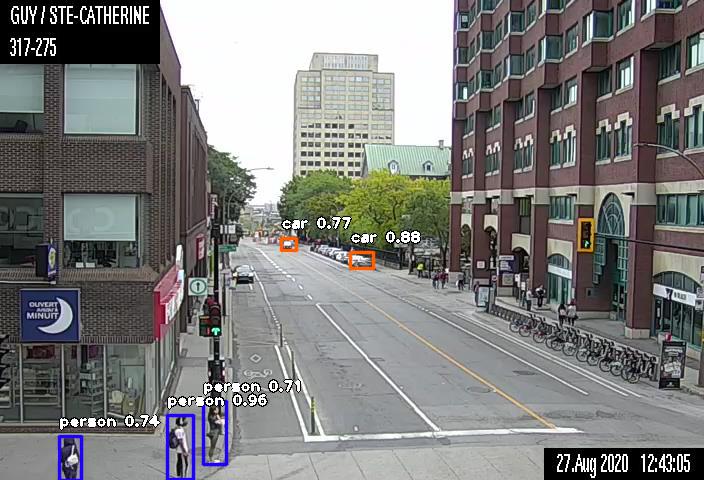 GUY / STE-CATHERINE
317-275
car 0.77
car 0.88
OUVERT
MINUIT
person 0.71
person 0.96
person 0.74
27.Aug 2020 12:43:05